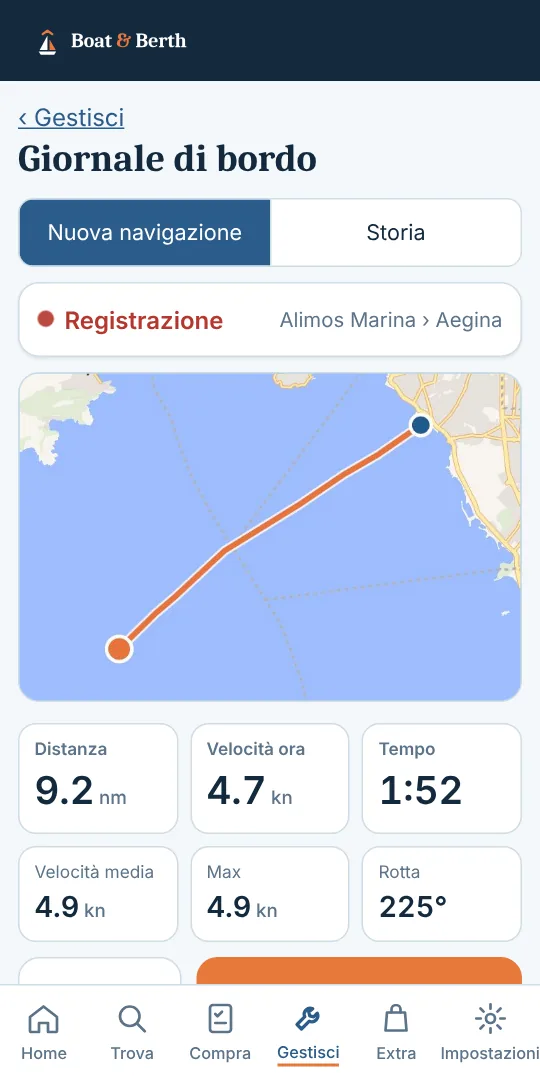 Boat & Berth
‹ Gestisci
Giornale di bordo
Nuova navigazione
Storia
Registrazione
Alimos Marina › Aegina
Distanza
Velocità ora
Tempo
9.2 nm
4.7 kn
1:52
Velocità media
Max
Rotta
4.9 kn
4.9 kn
225°
Home
Trova
Compra
Gestisci
Extra
Impostazioni